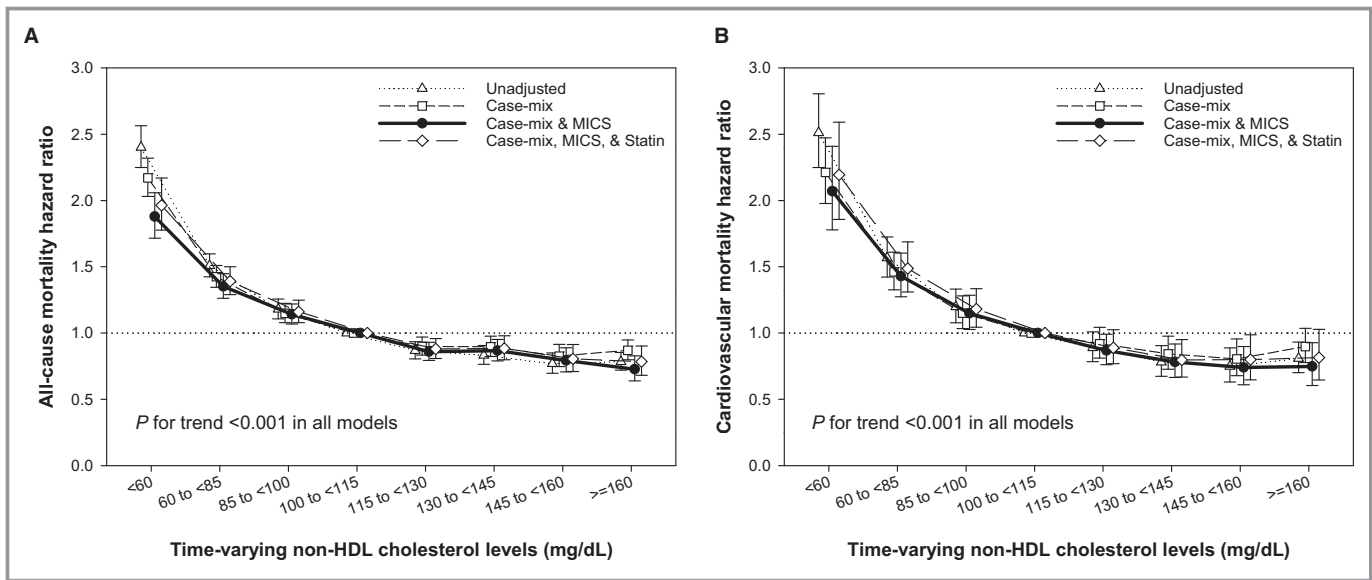 A
All-cause mortality hazard ratio
3.0
2.5
2.0
1.5
1.0
0.5
0.0
Unadjusted
Case-mix
Case-mix & MICS
Case-mix, MICS, & Statin
P for trend <0.001 in all models
<60
60 to <85
85 to <100
100 to <115
115 to <130
130 to <145
145 to <160
>=160
Time-varying non-HDL cholesterol levels (mg/dL)
B
Cardiovascular mortality hazard ratio
3.0
2.5
2.0
1.5
1.0
0.5
0.0
Unadjusted
Case-mix
Case-mix & MICS
Case-mix, MICS, & Statin
P for trend <0.001 in all models
<60
60 to <85
85 to <100
100 to <115
115 to <130
130 to <145
145 to <160
>=160
Time-varying non-HDL cholesterol levels (mg/dL)